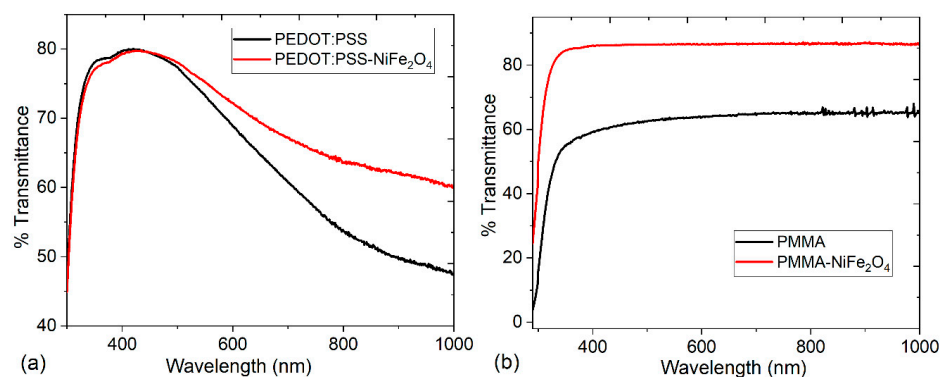 PEDOT:PSS
PEDOT:PSS-NiFe₂O₄
80
70
60
50
40
% Transmittance
400
600
800
1000
Wavelength (nm)
(a)
80
60
40
20
0
% Transmittance
PMMA
PMMA-NiFe₂O₄
400
600
800
1000
Wavelength (nm)
(b)